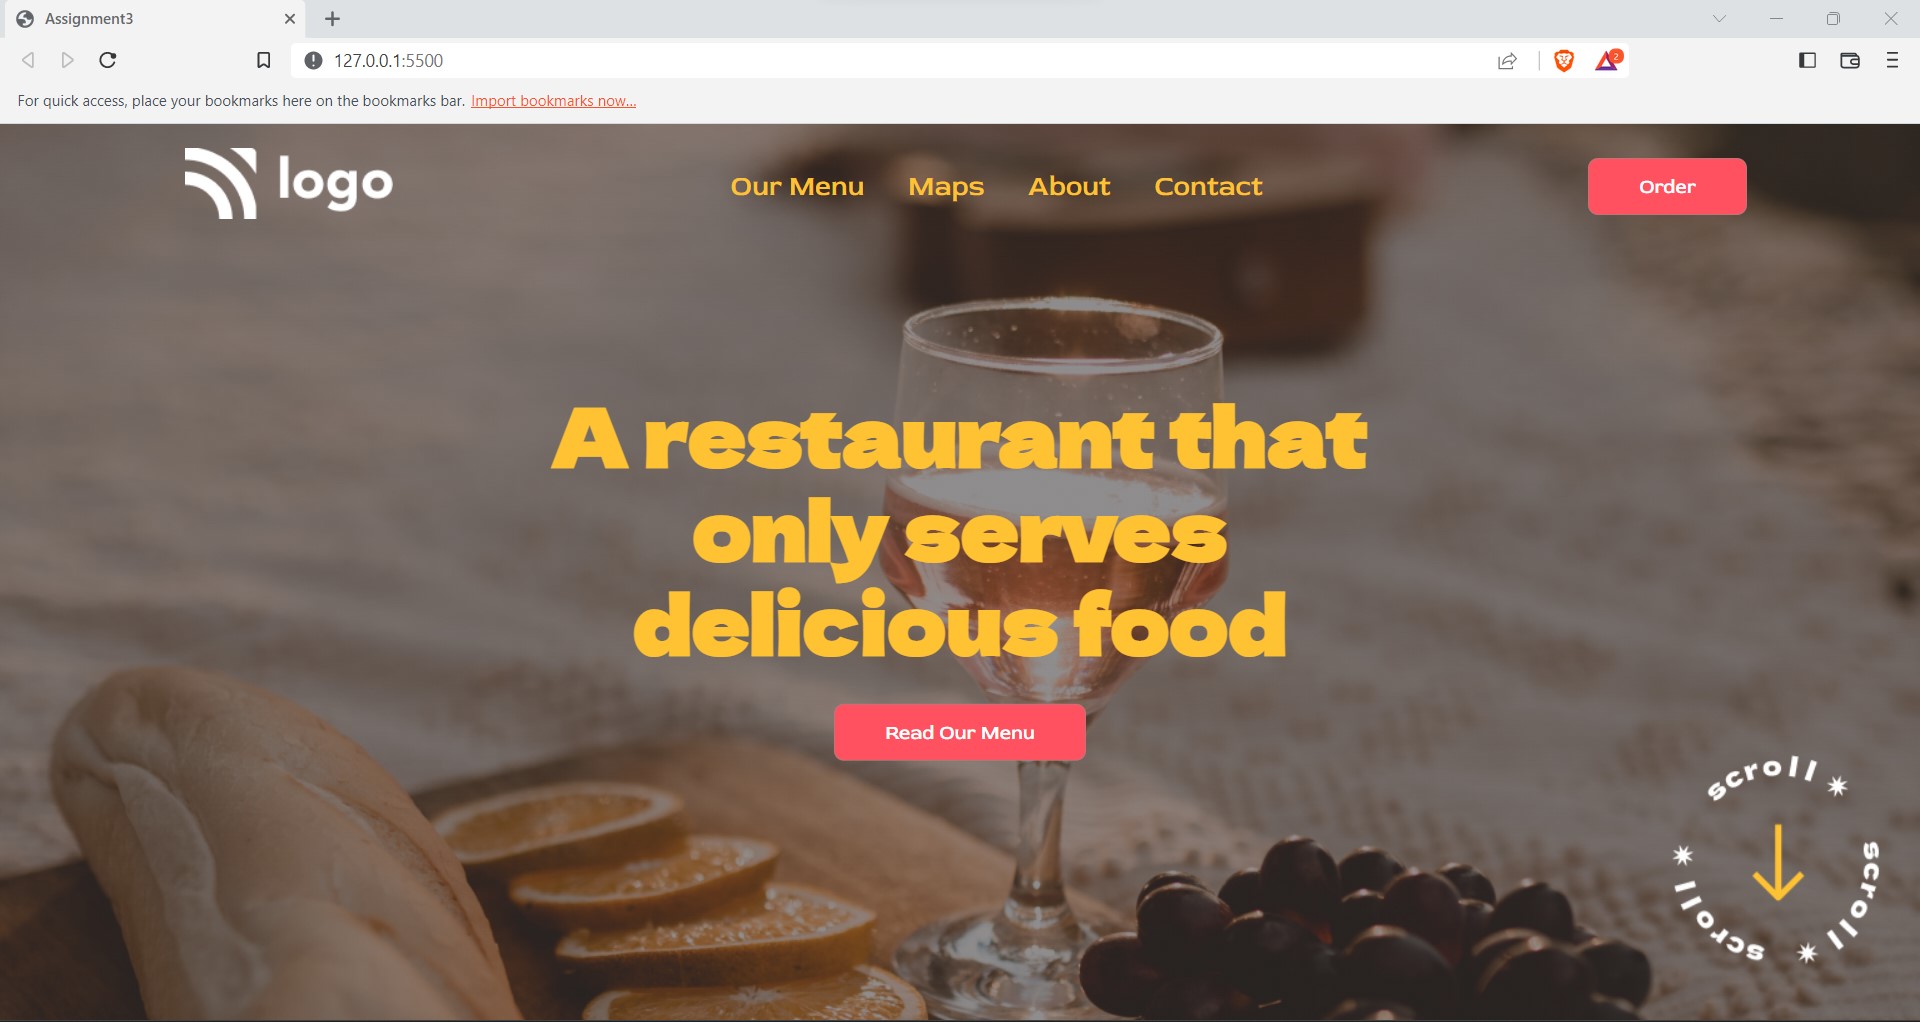 Assignment3
127.0.0.1:5500
2
For quick access, place your bookmarks here on the bookmarks bar. Import bookmarks now...
logo
Our Menu Maps About Contact
Order
A restaurant that
only serves
delicious food
Read Our Menu
scroll
scroll
scroll